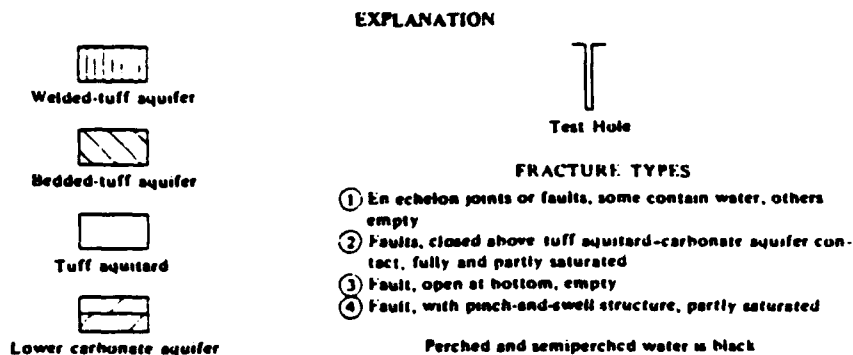 EXPLANATION
Welded-tuff aquifer
Bedded-tuff aquifer
Tuff aquitard
Lower carbonate aquifer
Test Hole
FRACTURE TYPES
1 En echelon joints or faults, some contain water, others
empty
2 Faults, closed above tuff aquitard-carbonate aquifer con-
tact, fully and partly saturated
3 Fault, open at bottom, empty
4 Fault, with pinch-and-swell structure, partly saturated
Perched and semiperched water is black